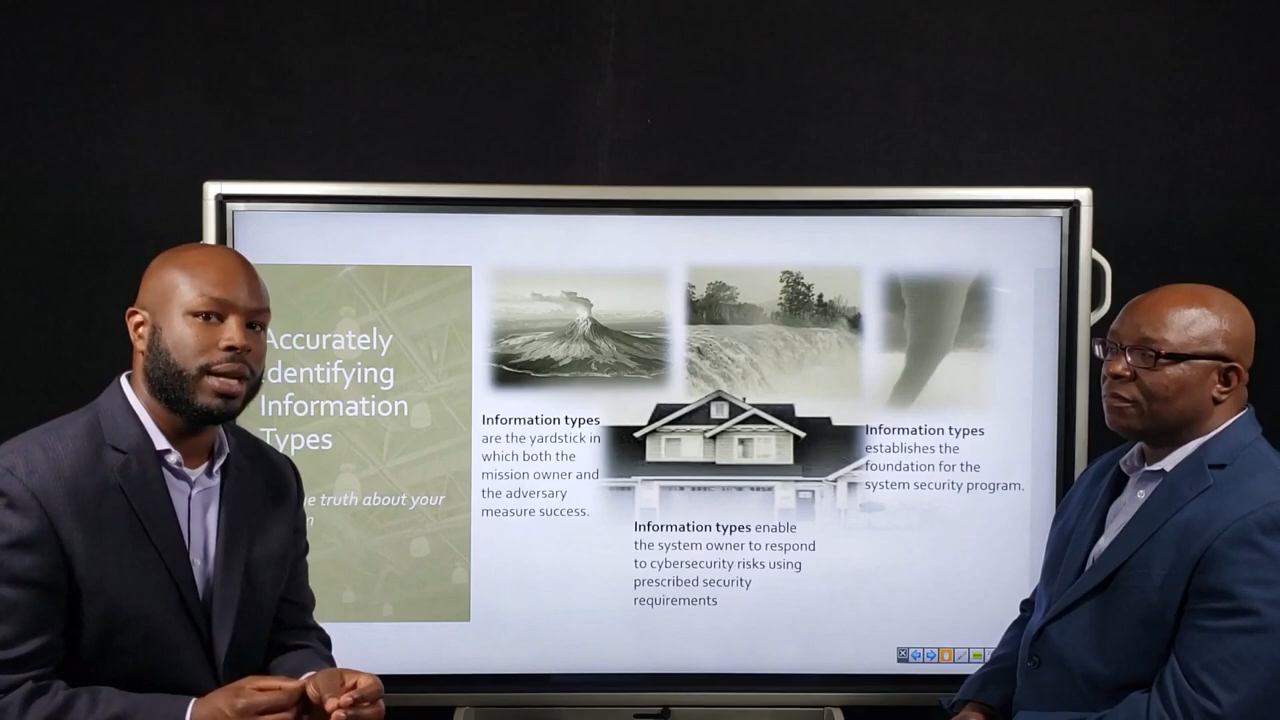 Accurately
Identifying
Information
Types
truth about your
Information types
are the yardstick in
which both the
mission owner and
the adversary
measure success.
Information types enable
the system owner to respond
to cybersecurity risks using
prescribed security
requirements
Information types
establishes the
foundation for the
system security program.